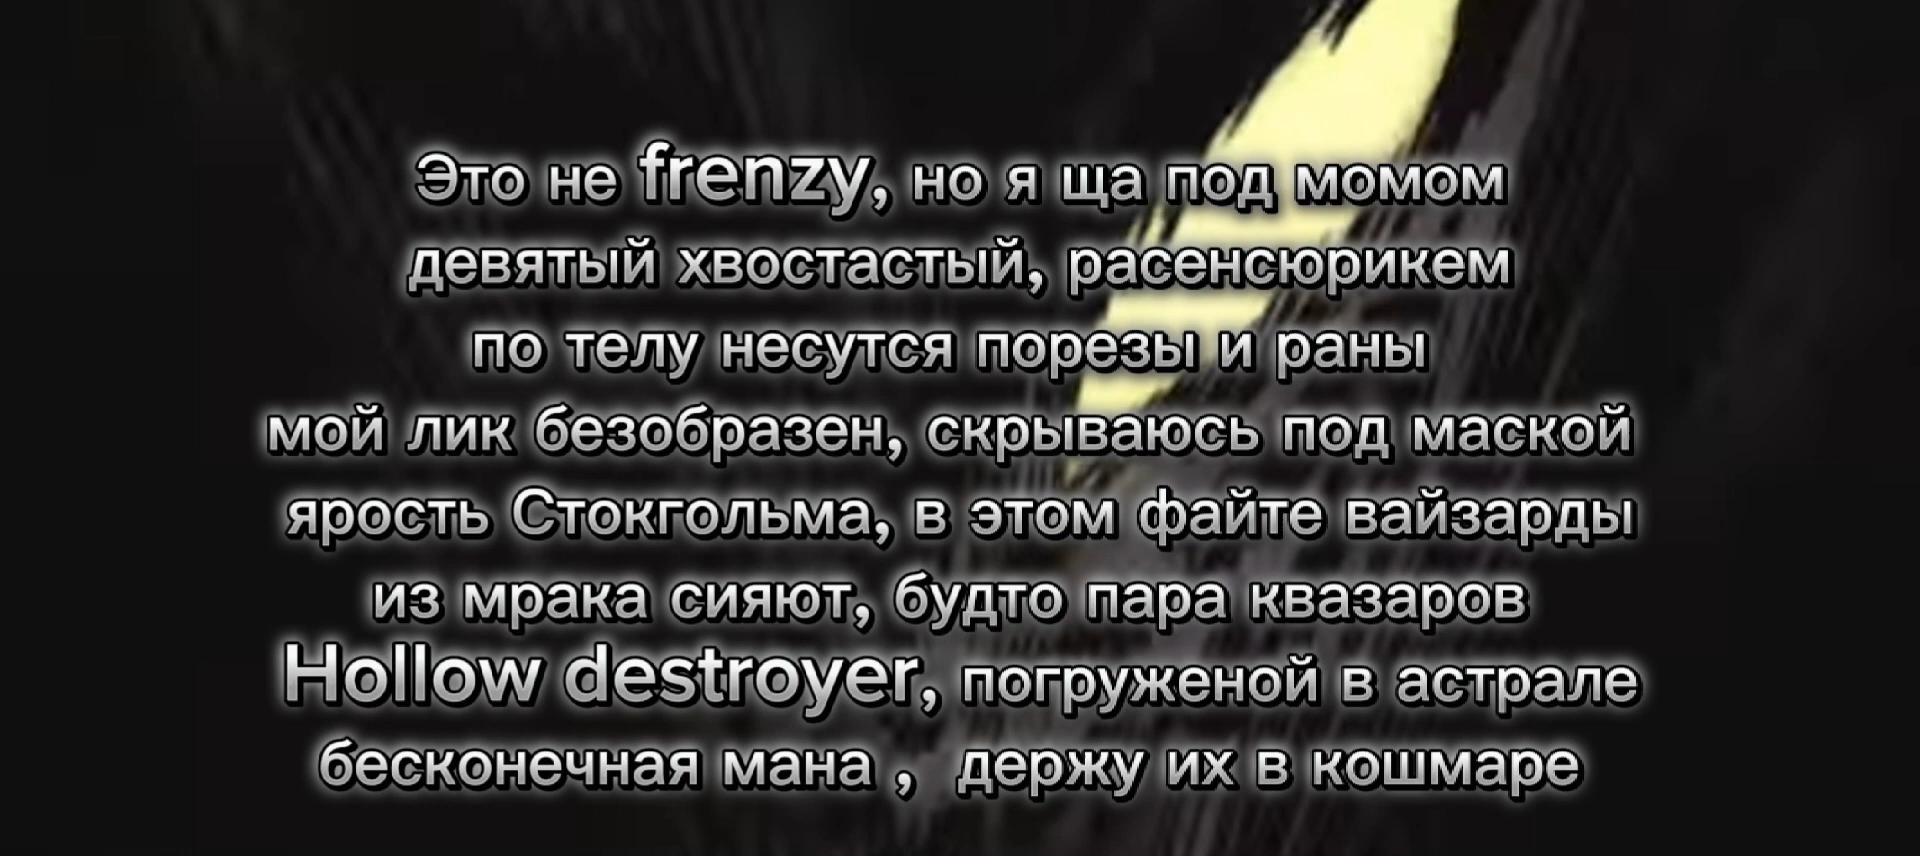 Это не frenzy, но я ща под момом
девятый хвостастый, расенсюрикем
по телу несутся порезы и раны
мой лик безобразен, скрываюсь под маской
ярость Стокгольма, в этом файте вайзарды
из мрака сияют, будто пара квазаров
Hollow destroyer, погруженой в астрале
бесконечная мана , держу их в кошмаре